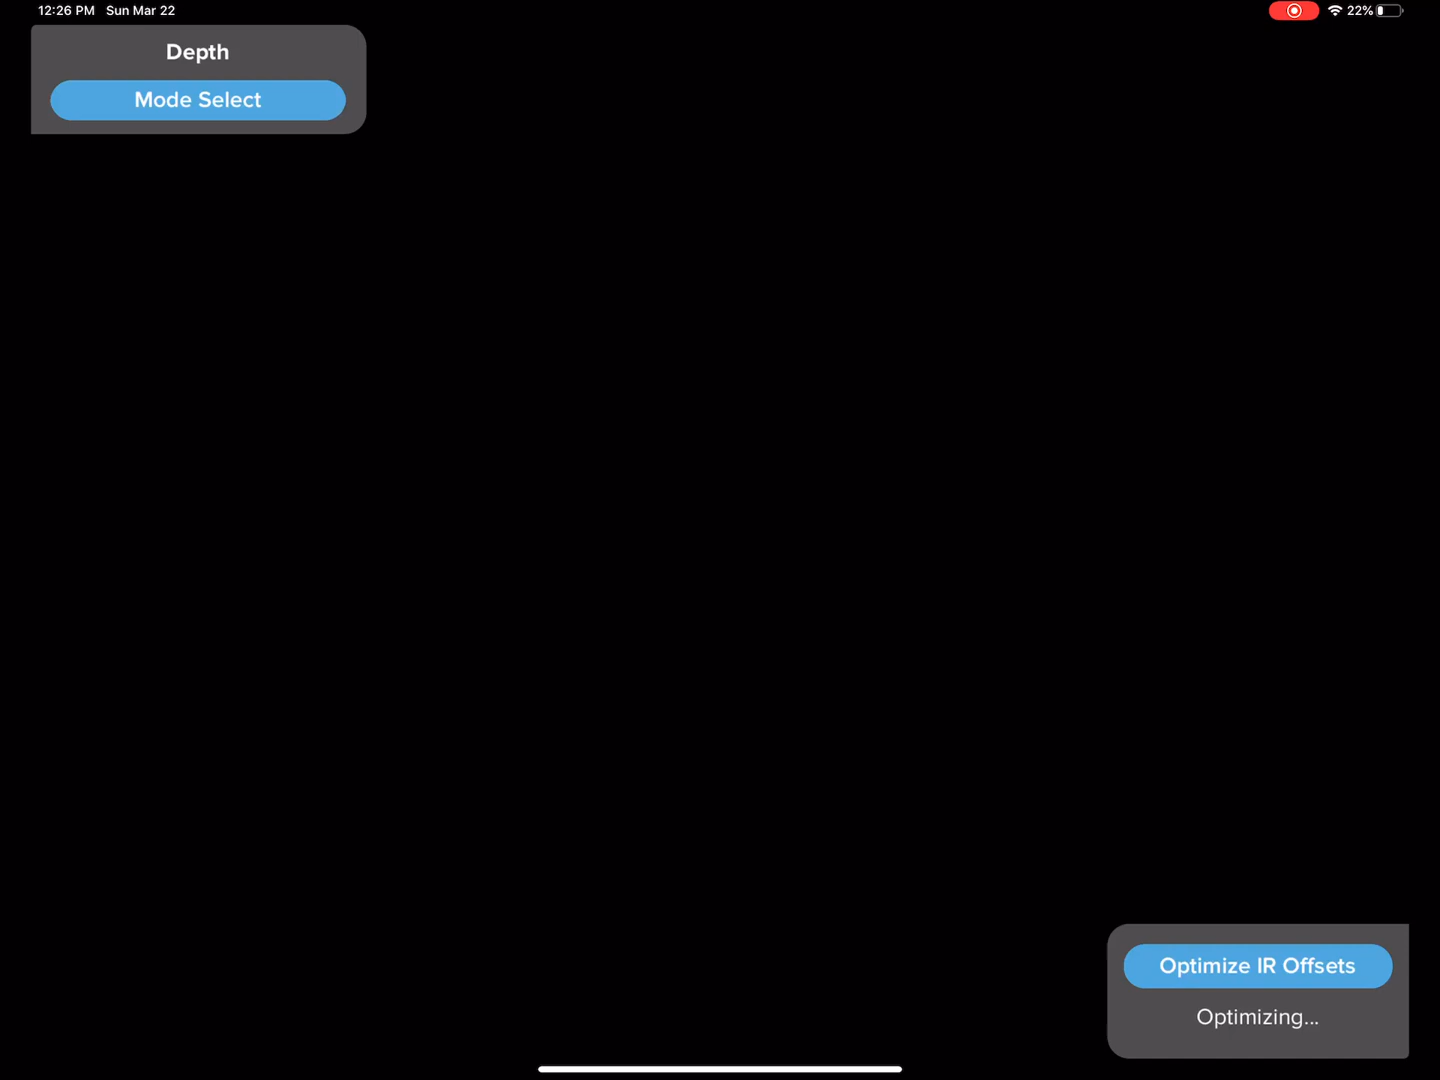 12:26 PM Sun Mar 22
22%
Depth
Mode Select
Optimize IR Offsets
Optimizing...